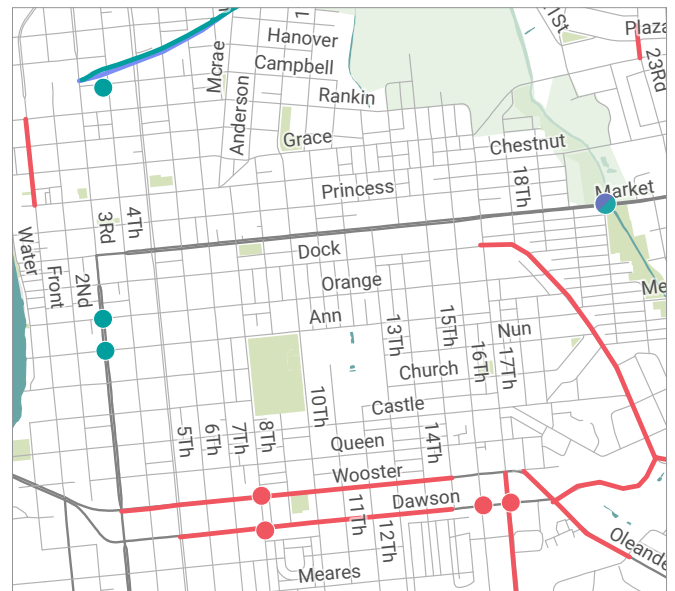 1St
Plaza
Hanover
Mcrae
Campbell
23Rd
Rankin
Anderson
Grace
Chestnut
Princess
18Th
Market
4Th
3Rd
Water
Dock
Front
2Nd
Orange
Me
Ann
13Th
15Th
Nun
16Th
17Th
Church
10Th
Castle
5Th
6Th
7Th
8Th
Queen
14Th
Wooster
Dawson
11Th
12Th
Oleande
Meares